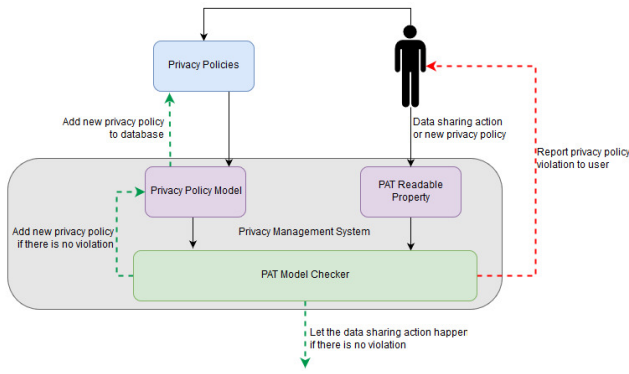 Privacy Policies
Add new privacy policy
to database
Data sharing action
or new privacy policy
Report privacy policy
violation to user
Privacy Policy Model
PAT Readable
Property
Add new privacy policy
if there is no violation
Privacy Management System
PAT Model Checker
Let the data sharing action happen
if there is no violation